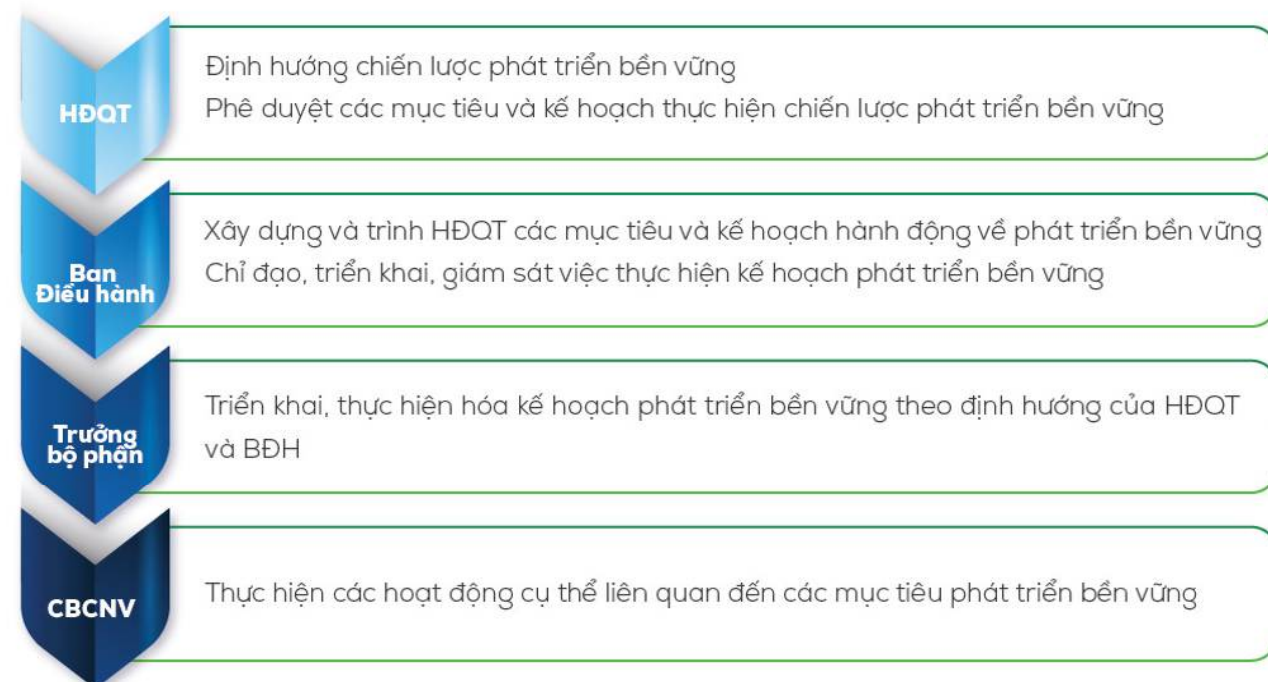 HĐQT
Định hướng chiến lược phát triển bền vững
Phê duyệt các mục tiêu và kế hoạch thực hiện chiến lược phát triển bền vững
Ban
Điều hành
Xây dựng và trình HĐQT các mục tiêu và kế hoạch hành động về phát triển bền vững
Chỉ đạo, triển khai, giám sát việc thực hiện kế hoạch phát triển bền vững
Trưởng
bộ phận
Triển khai, thực hiện hóa kế hoạch phát triển bền vững theo định hướng của HĐQT
và BĐH
CBCNV
Thực hiện các hoạt động cụ thể liên quan đến các mục tiêu phát triển bền vững